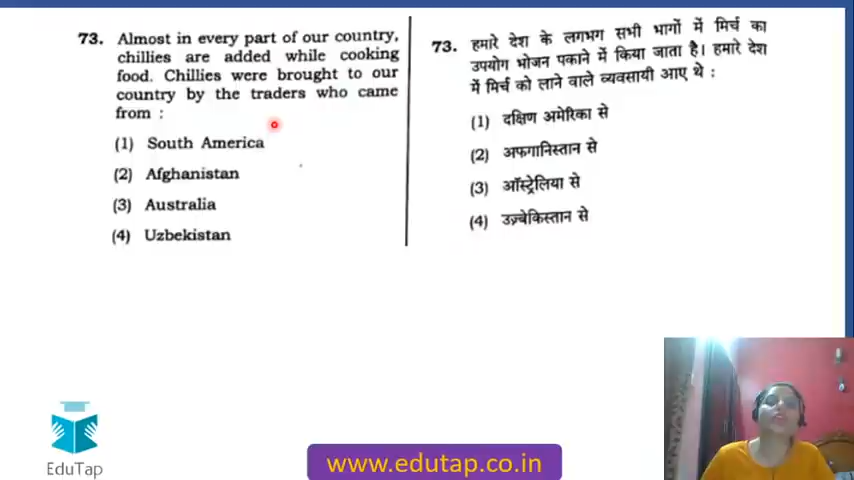 73. Almost in every part of our country,
chillies are added while cooking
food. Chillies were brought to our
country by the traders who came
from :
(1) South America
(2) Afghanistan
(3) Australia
(4) Uzbekistan
73. हमारे देश के लगभग सभी भागों में मिर्च का
उपयोग भोजन पकाने में किया जाता है। हमारे देश
में मिर्च को लाने वाले व्यवसायी आए थे :
(1) दक्षिण अमेरिका से
(2) अफगानिस्तान से
(3) ऑस्ट्रेलिया से
(4) उज़्बेकिस्तान से
EduTap
www.edutap.co.in